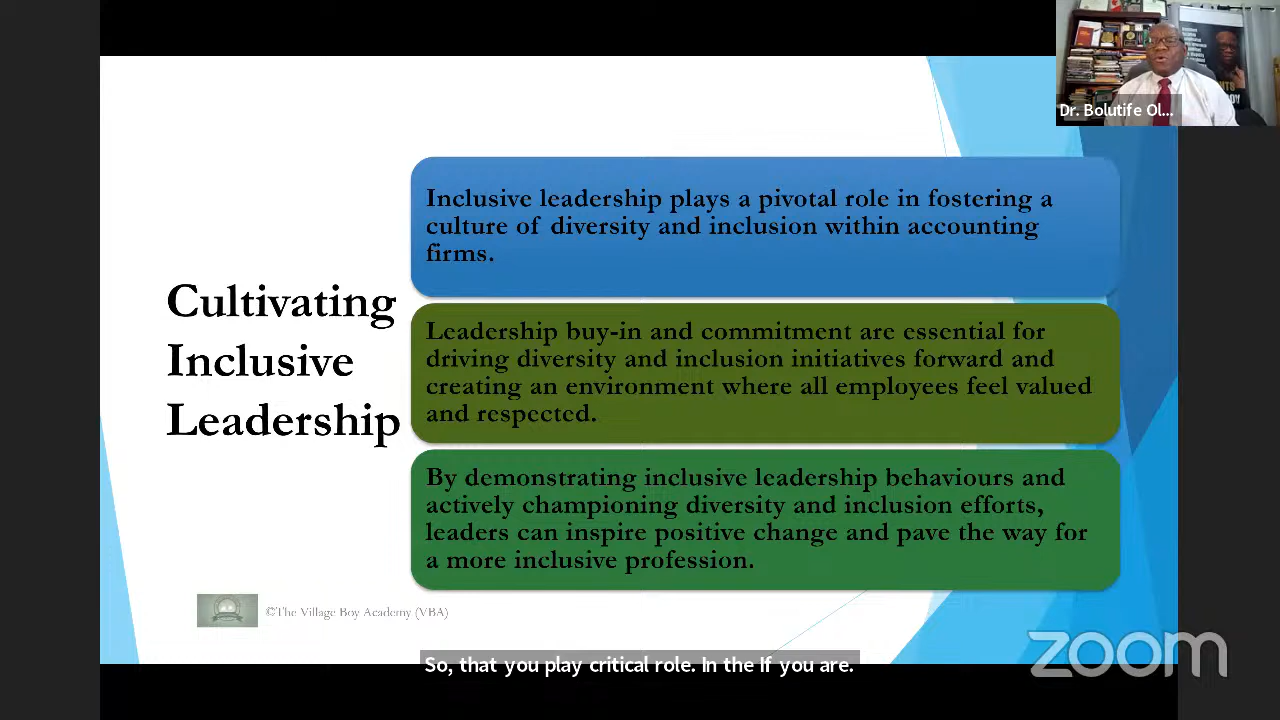 Dr. Bolutife Ol...
Cultivating
Inclusive
Leadership
Inclusive leadership plays a pivotal role in fostering a
culture of diversity and inclusion within accounting
firms.
Leadership buy-in and commitment are essential for
driving diversity and inclusion initiatives forward and
creating an environment where all employees feel valued
and respected.
By demonstrating inclusive leadership behaviours and
actively championing diversity and inclusion efforts,
leaders can inspire positive change and pave the way for
a more inclusive profession.
©The Village Boy Academy (VBA)
So, that you play critical role. In the If you are.
zoom